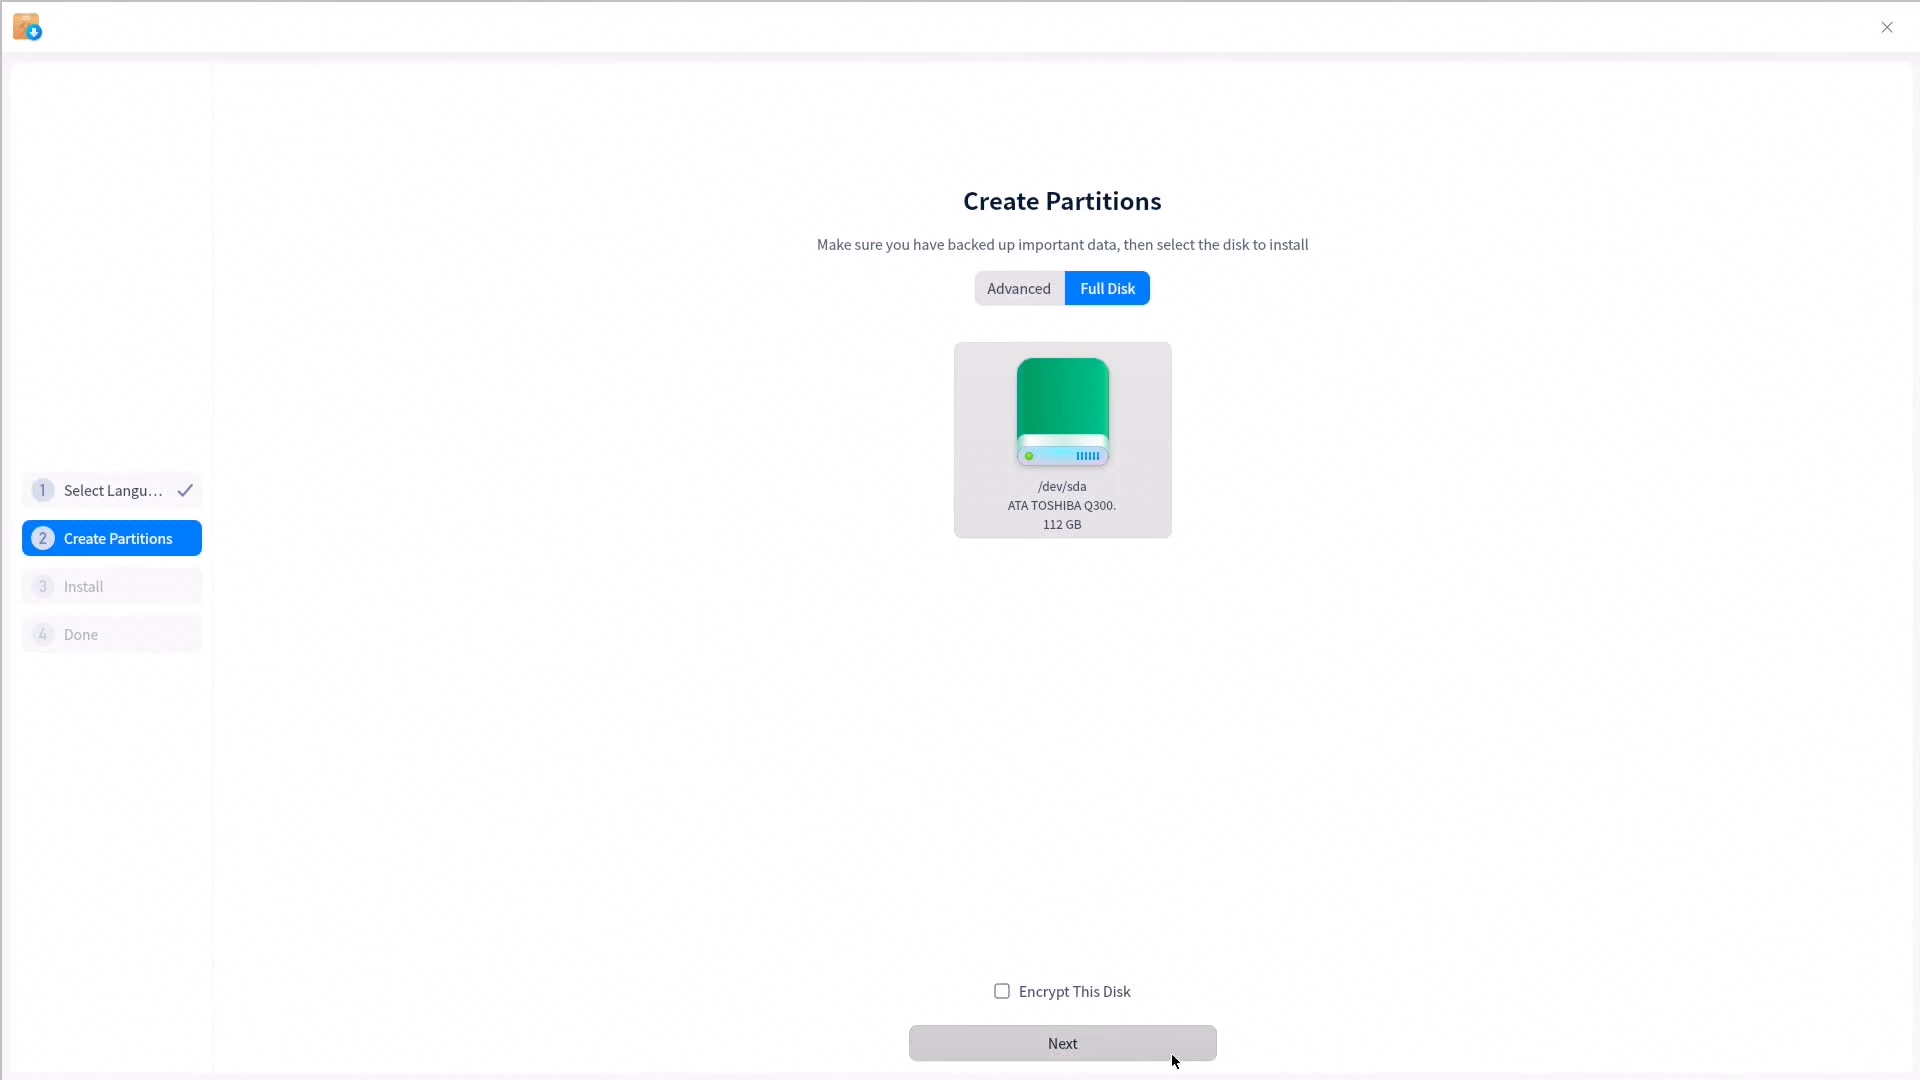 Create Partitions
Make sure you have backed up important data, then select the disk to install
Advanced
Full Disk
/dev/sda
ATA TOSHIBA Q300.
112 GB
1 Select Langu...
2 Create Partitions
3 Install
4 Done
Encrypt This Disk
Next